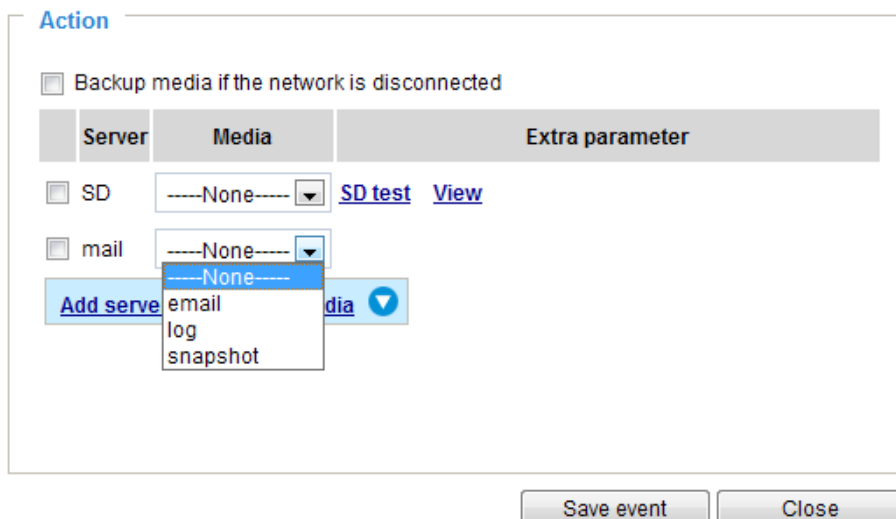 Action
Backup media if the network is disconnected
Server Media Extra parameter
SD -----None----- SD test View
mail -----None-----
-----None-----
Add serve dia
email
log
snapshot
Save event Close